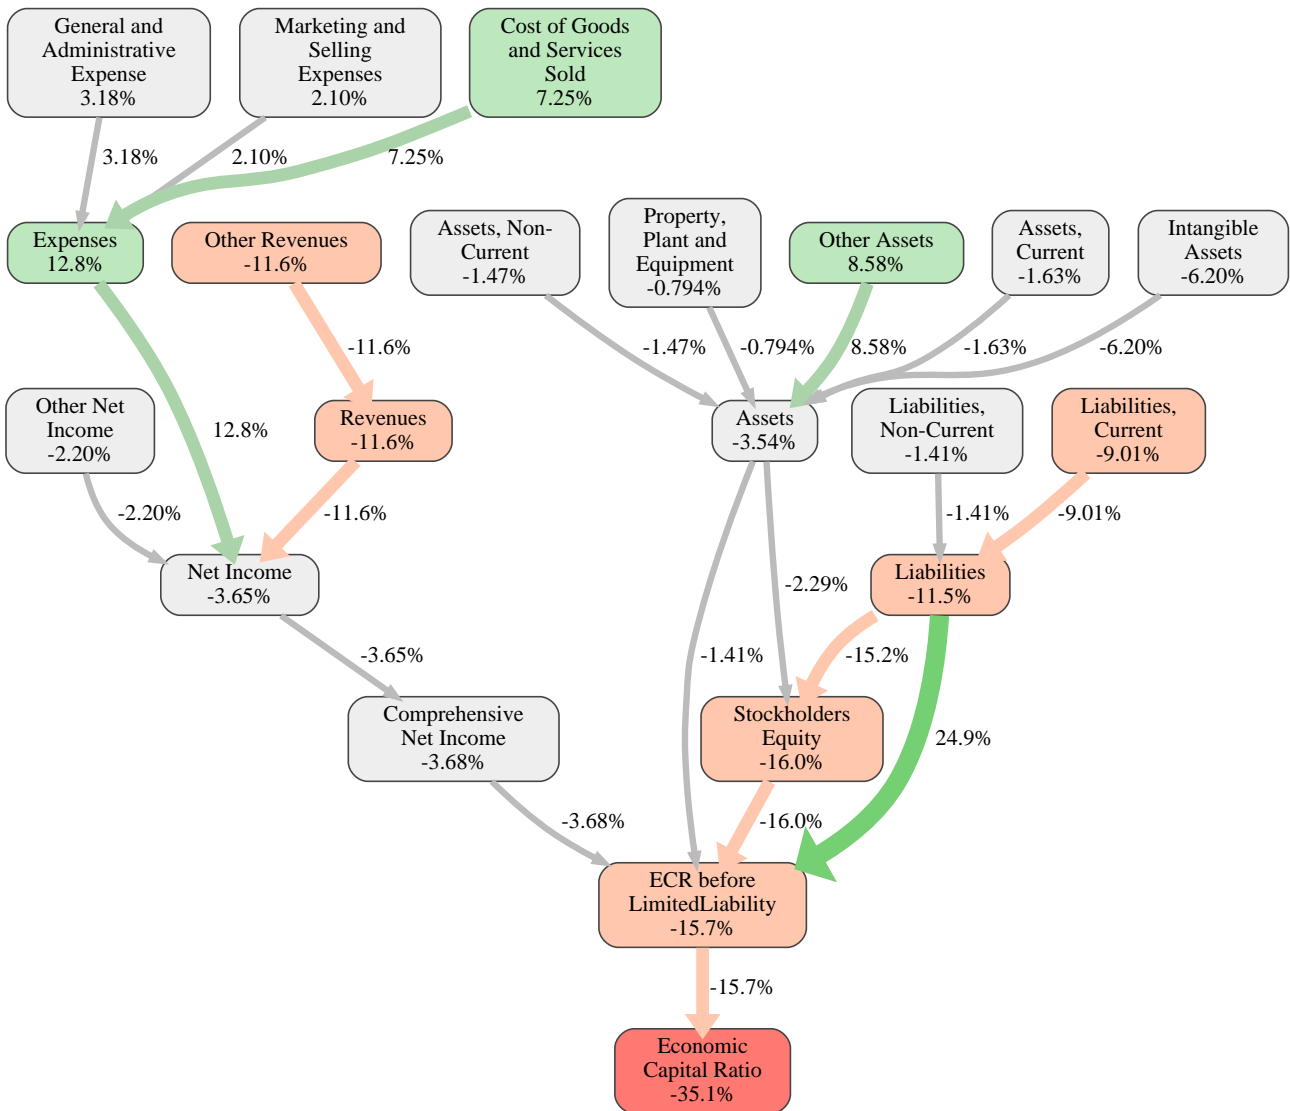 General and
Administrative
Expense
3.18%
Marketing and
Selling
Expenses
2.10%
Cost of Goods
and Services
Sold
7.25%
3.18%
2.10%
7.25%
Expenses
12.8%
Other Revenues
-11.6%
Assets, Non-
Current
-1.47%
Property,
Plant and
Equipment
-0.794%
Other Assets
8.58%
Assets,
Current
-1.63%
Intangible
Assets
-6.20%
-11.6%
-1.47%
-0.794%
8.58%
-1.63%
-6.20%
Other Net
Income
-2.20%
12.8%
Revenues
-11.6%
Assets
-3.54%
Liabilities,
Non-Current
-1.41%
Liabilities,
Current
-9.01%
-2.20%
-11.6%
-1.41%
-9.01%
Net Income
-3.65%
-2.29%
Liabilities
-11.5%
-3.65%
-1.41%
-15.2%
Comprehensive
Net Income
-3.68%
Stockholders
Equity
-16.0%
24.9%
-3.68%
-16.0%
ECR before
LimitedLiability
-15.7%
-15.7%
Economic
Capital Ratio
-35.1%